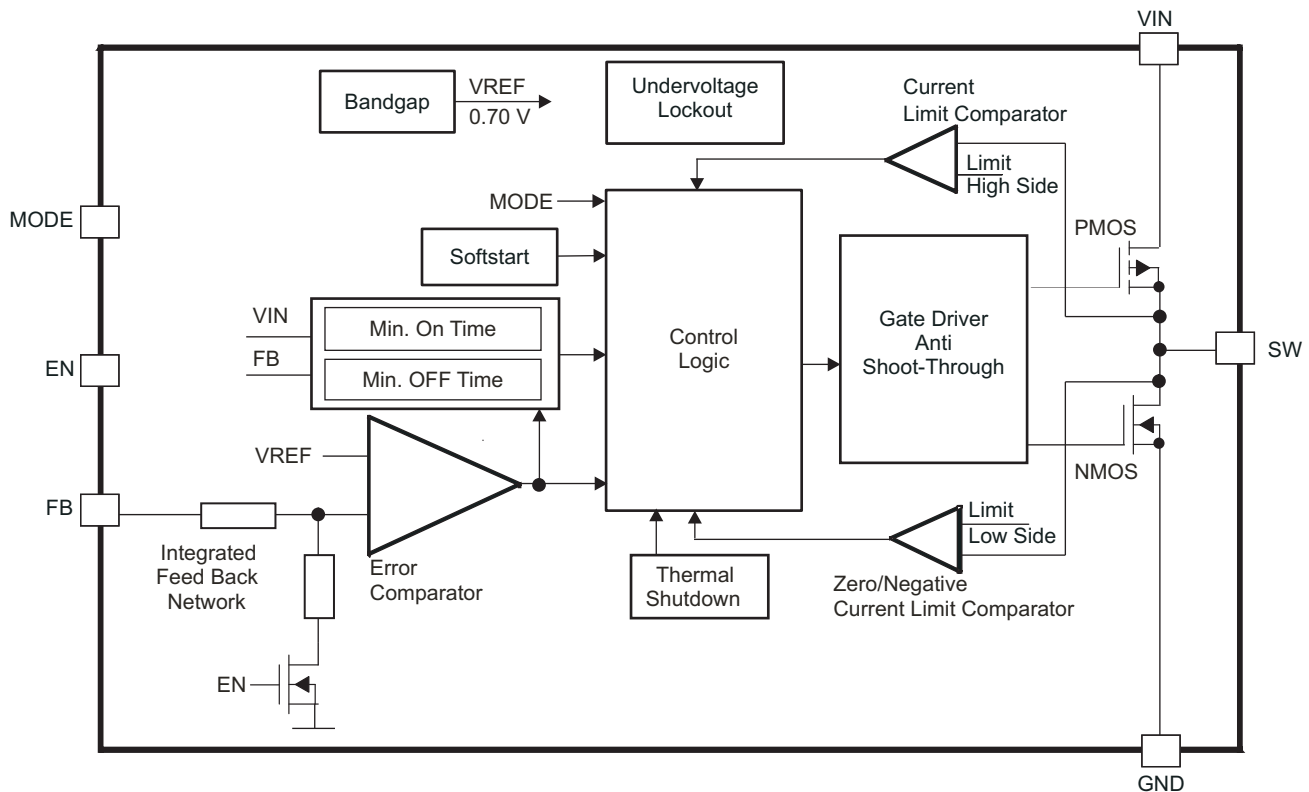 VIN
Bandgap
VREF
0.70 V
Undervoltage
Lockout
Current
Limit Comparator
Limit
High Side
MODE
MODE
PMOS
Softstart
VIN
FB
Min. On Time
Min. OFF Time
Control
Logic
Gate Driver
Anti
Shoot-Through
SW
EN
VREF
NMOS
FB
Integrated
Feed Back
Network
Error
Comparator
Thermal
Shutdown
Limit
Low Side
Zero/Negative
Current Limit Comparator
EN
GND